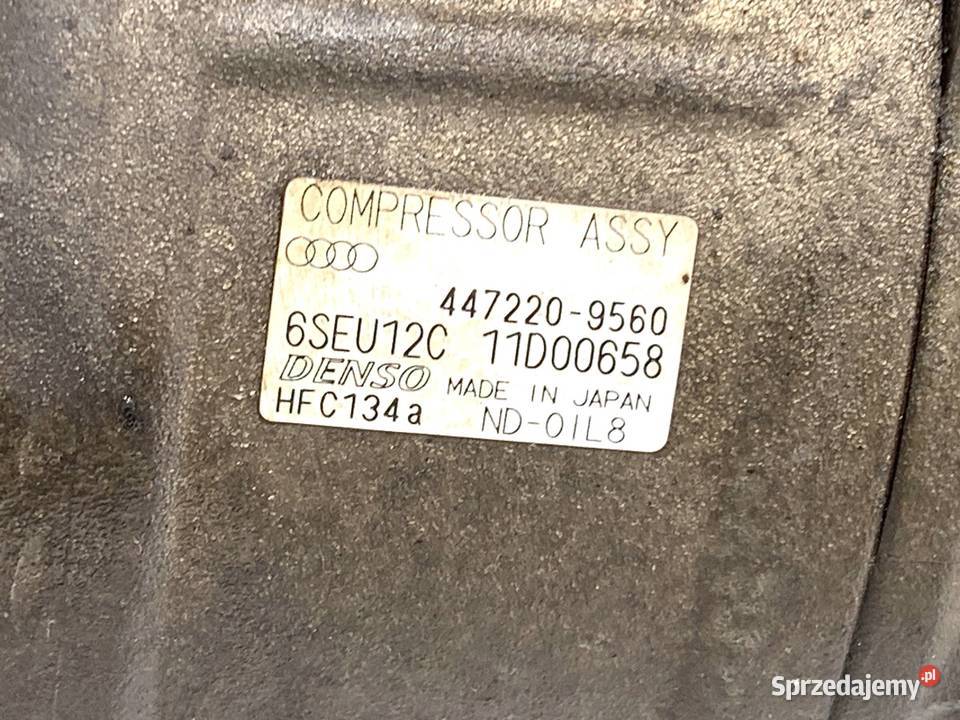 COMPRESSOR ASSY
447220-9560
6SEU12C 11D00658
DENSO MADE IN JAPAN
HFC134a ND-OIL8
Sprzedajemy.pl